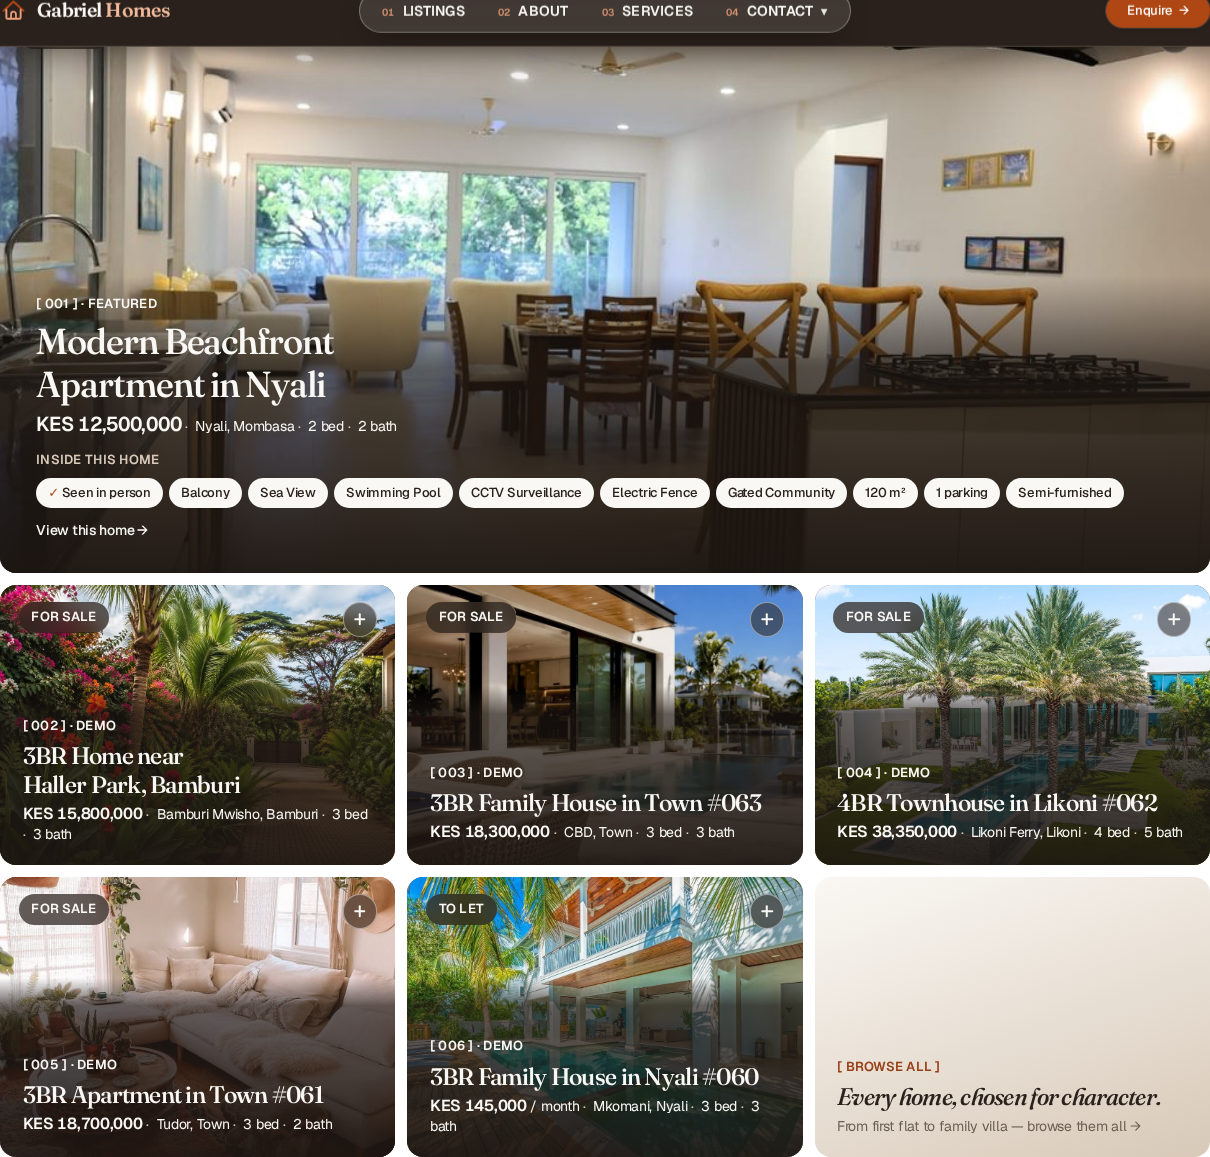 Gabriel Homes
01 LISTINGS 02 ABOUT 03 SERVICES 04 CONTACT ▾
Enquire →
[ 001 ] · FEATURED
Modern Beachfront
Apartment in Nyali
KES 12,500,000 · Nyali, Mombasa · 2 bed · 2 bath
INSIDE THIS HOME
✓ Seen in person Balcony Sea View Swimming Pool CCTV Surveillance Electric Fence Gated Community 120 m² 1 parking Semi-furnished
View this home →
FOR SALE
+
[ 002 ] · DEMO
3BR Home near
Haller Park, Bamburi
KES 15,800,000 · Bamburi Mwisho, Bamburi · 3 bed
· 3 bath
FOR SALE
+
[ 003 ] · DEMO
3BR Family House in Town #063
KES 18,300,000 · CBD, Town · 3 bed · 3 bath
FOR SALE
+
[ 004 ] · DEMO
4BR Townhouse in Likoni #062
KES 38,350,000 · Likoni Ferry, Likoni · 4 bed · 5 bath
FOR SALE
+
[ 005 ] · DEMO
3BR Apartment in Town #061
KES 18,700,000 · Tudor, Town · 3 bed · 2 bath
TO LET
+
[ 006 ] · DEMO
3BR Family House in Nyali #060
KES 145,000 / month · Mkomani, Nyali · 3 bed · 3
bath
[ BROWSE ALL ]
Every home, chosen for character.
From first flat to family villa — browse them all →